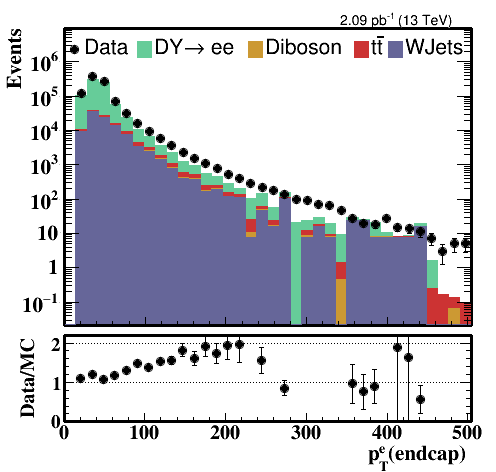 2.09 pb⁻¹ (13 TeV)
Events
Data DY→ ee Diboson tt̄ WJets
10⁶
10⁵
10⁴
10³
10²
10
1
10⁻¹
Data/MC
2
1
0
0 100 200 300 400 500
pᵉ_T(endcap)